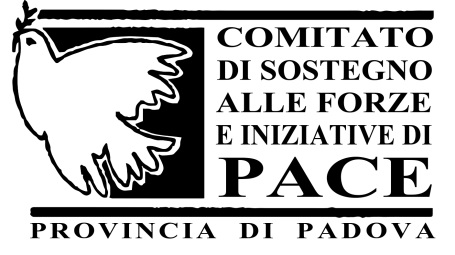 COMITATO
DI SOSTEGNO
ALLE FORZE
E INIZIATIVE DI
PACE
PROVINCIA DI PADOVA